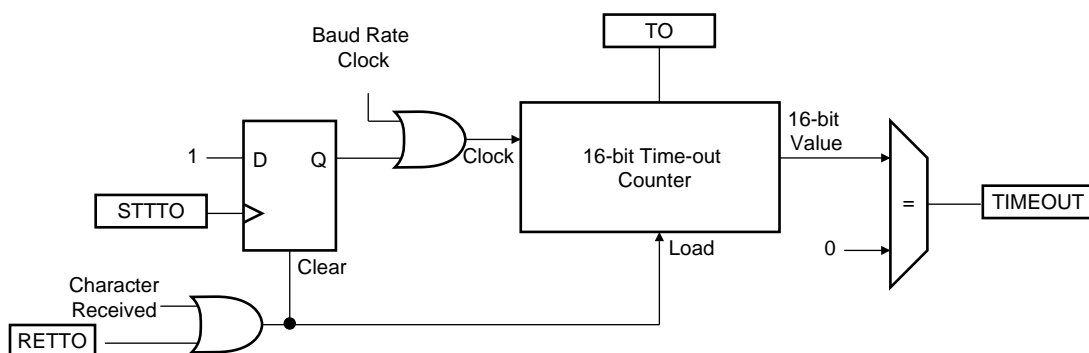 TO
Baud Rate
Clock
16-bit
Value
1
D
Q
Clock
16-bit Time-out
Counter
STTTO
=
TIMEOUT
Clear
Load
0
Character
Received
RETTO